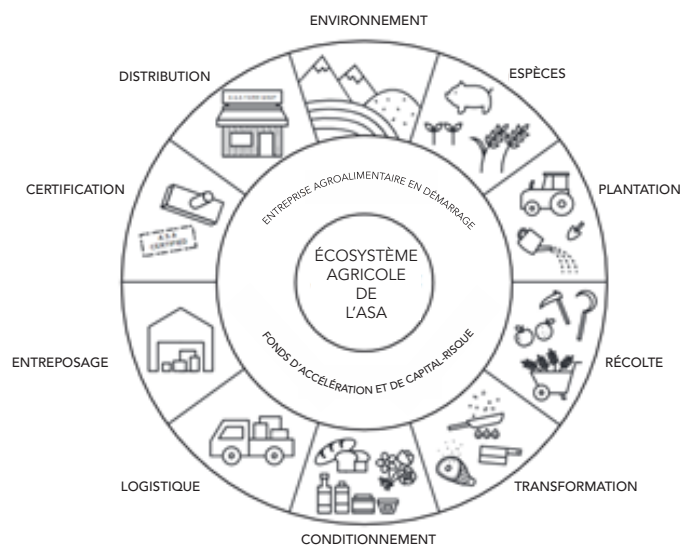 ENVIRONNEMENT
ESPÈCES
PLANTATION
RÉCOLTE
TRANSFORMATION
CONDITIONNEMENT
LOGISTIQUE
ENTREPOSAGE
CERTIFICATION
DISTRIBUTION
A.S.A
CERTIFIED
ENTREPRISE AGROALIMENTAIRE EN DÉMARRAGE
ÉCOSYSTÈME
AGRICOLE
DE
L'ASA
FONDS D'ACCÉLÉRATION ET DE CAPITAL-RISQUE